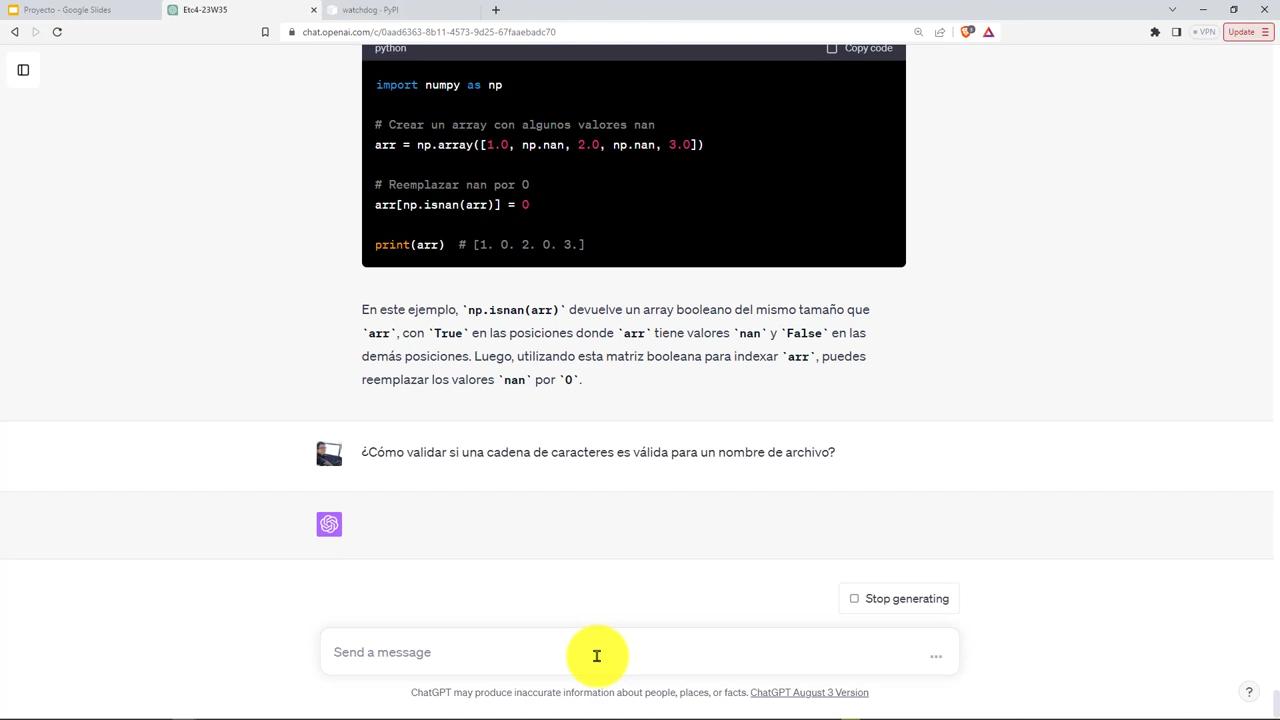 Proyecto - Google Slides
Etc4-23W35
watchdog · PyPI
chat.openai.com/c/0aad6363-8b11-4573-9d25-67faaebadc70
VPN
Update
python
Copy code
import numpy as np
# Crear un array con algunos valores nan
arr = np.array([1.0, np.nan, 2.0, np.nan, 3.0])
# Reemplazar nan por 0
arr[np.isnan(arr)] = 0
print(arr)  # [1. 0. 2. 0. 3.]
En este ejemplo, `np.isnan(arr)` devuelve un array booleano del mismo tamaño que
`arr`, con `True` en las posiciones donde `arr` tiene valores `nan` y `False` en las
demás posiciones. Luego, utilizando esta matriz booleana para indexar `arr`, puedes
reemplazar los valores `nan` por `0`.
¿Cómo validar si una cadena de caracteres es válida para un nombre de archivo?
Stop generating
Send a message
ChatGPT may produce inaccurate information about people, places, or facts. ChatGPT August 3 Version
?